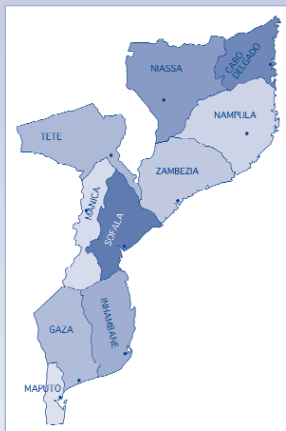 NIASSA
CABO
DELGADO
NAMPULA
TETE
ZAMBEZIA
MANICA
SOFALA
INHAMBANE
GAZA
MAPUTO